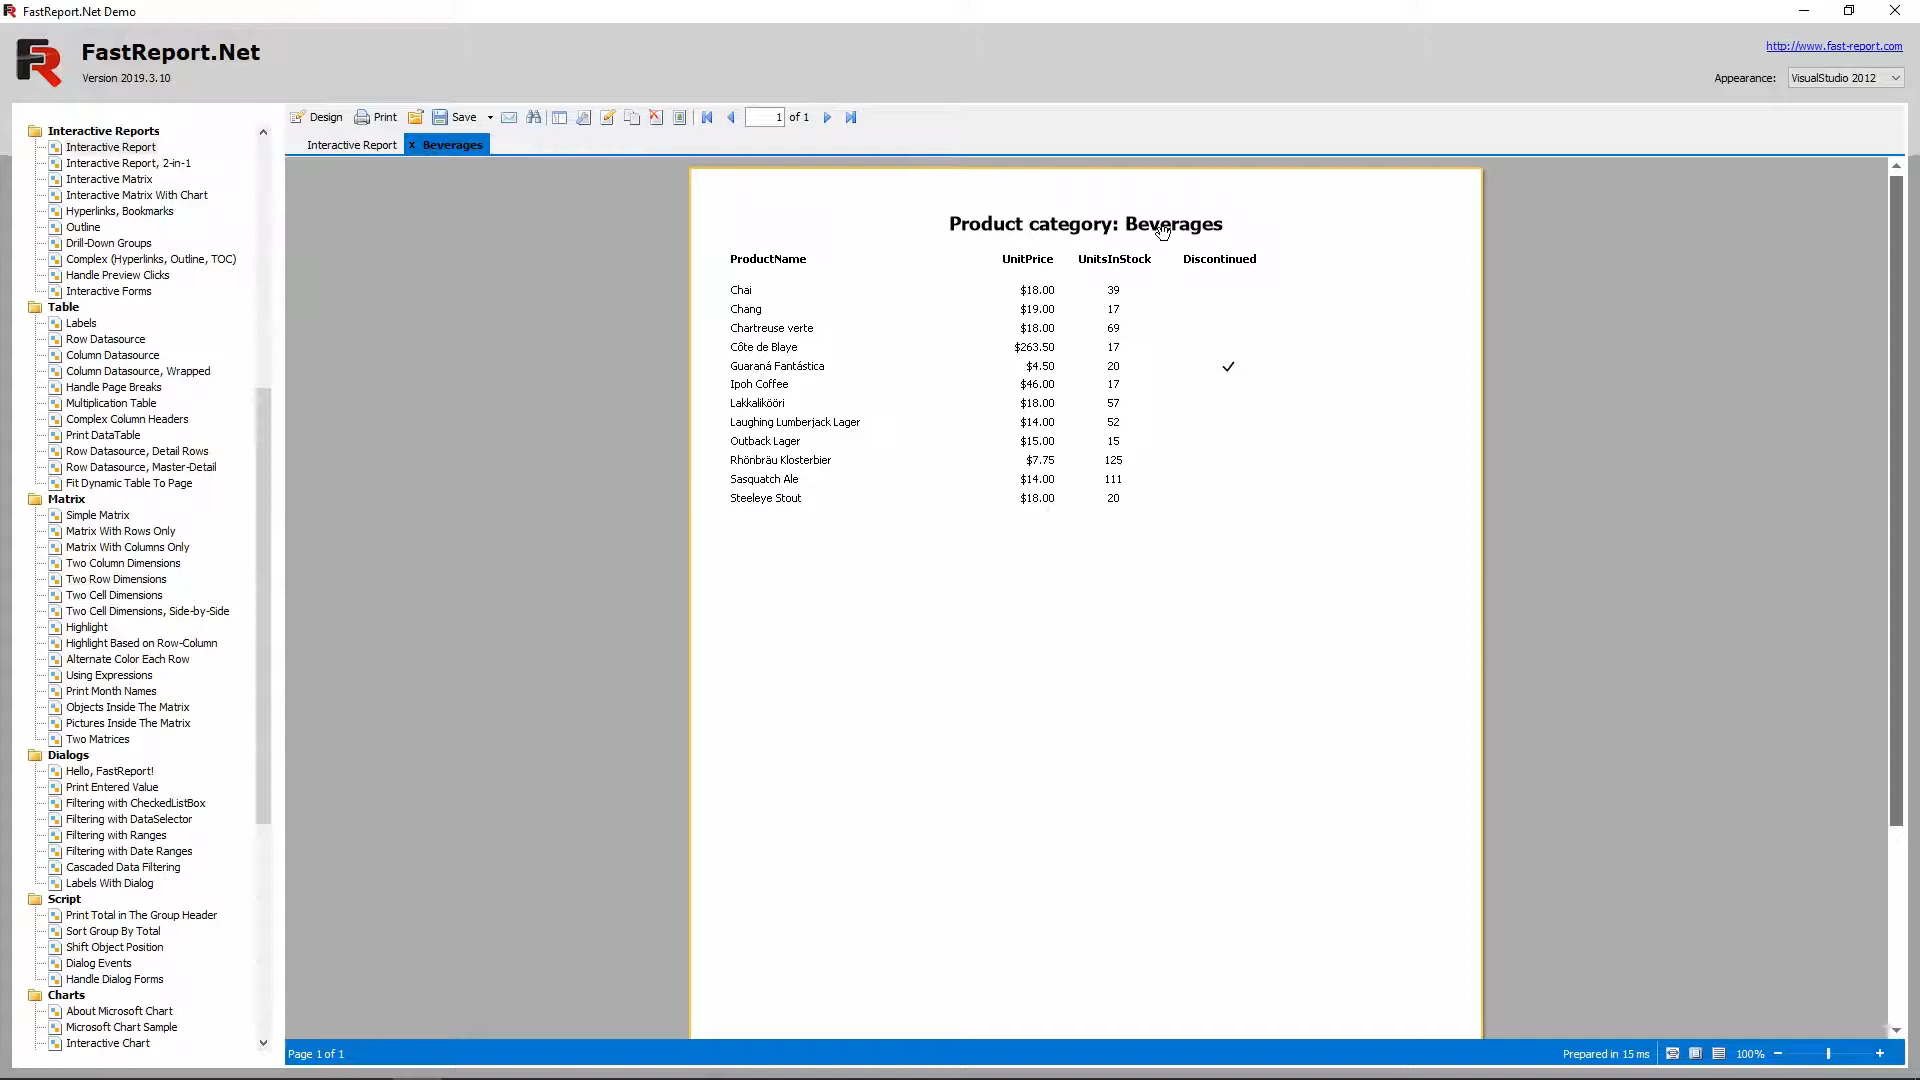 FastReport.Net Demo
FastReport.Net
Version 2019.3.10
http://www.fast-report.com
Appearance: VisualStudio 2012
Interactive Reports
Interactive Report
Interactive Report, 2-in-1
Interactive Matrix
Interactive Matrix With Chart
Hyperlinks, Bookmarks
Outline
Drill-Down Groups
Complex (Hyperlinks, Outline, TOC)
Handle Preview Clicks
Interactive Forms
Table
Labels
Row Datasource
Column Datasource
Column Datasource, Wrapped
Handle Page Breaks
Multiplication Table
Complex Column Headers
Print DataTable
Row Datasource, Detail Rows
Row Datasource, Master-Detail
Fit Dynamic Table To Page
Matrix
Simple Matrix
Matrix With Rows Only
Matrix With Columns Only
Two Column Dimensions
Two Row Dimensions
Two Cell Dimensions
Two Cell Dimensions, Side-by-Side
Highlight
Highlight Based on Row-Column
Alternate Color Each Row
Using Expressions
Print Month Names
Objects Inside The Matrix
Pictures Inside The Matrix
Two Matrices
Dialogs
Hello, FastReport!
Print Entered Value
Filtering with CheckedListBox
Filtering with DataSelector
Filtering with Ranges
Filtering with Date Ranges
Cascaded Data Filtering
Labels With Dialog
Script
Print Total in The Group Header
Sort Group By Total
Shift Object Position
Dialog Events
Handle Dialog Forms
Charts
About Microsoft Chart
Microsoft Chart Sample
Interactive Chart
Design Print Save 1 of 1
Interactive Report Beverages
Product category: Beverages
ProductName UnitPrice UnitsInStock Discontinued
Chai $18.00 39
Chang $19.00 17
Chartreuse verte $18.00 69
Côte de Blaye $263.50 17
Guaraná Fantástica $4.50 20 ✓
Ipoh Coffee $46.00 17
Lakkalikööri $18.00 57
Laughing Lumberjack Lager $14.00 52
Outback Lager $15.00 15
Rhönbräu Klosterbier $7.75 125
Sasquatch Ale $14.00 111
Steeleye Stout $18.00 20
Page 1 of 1 Prepared in 15 ms 100%